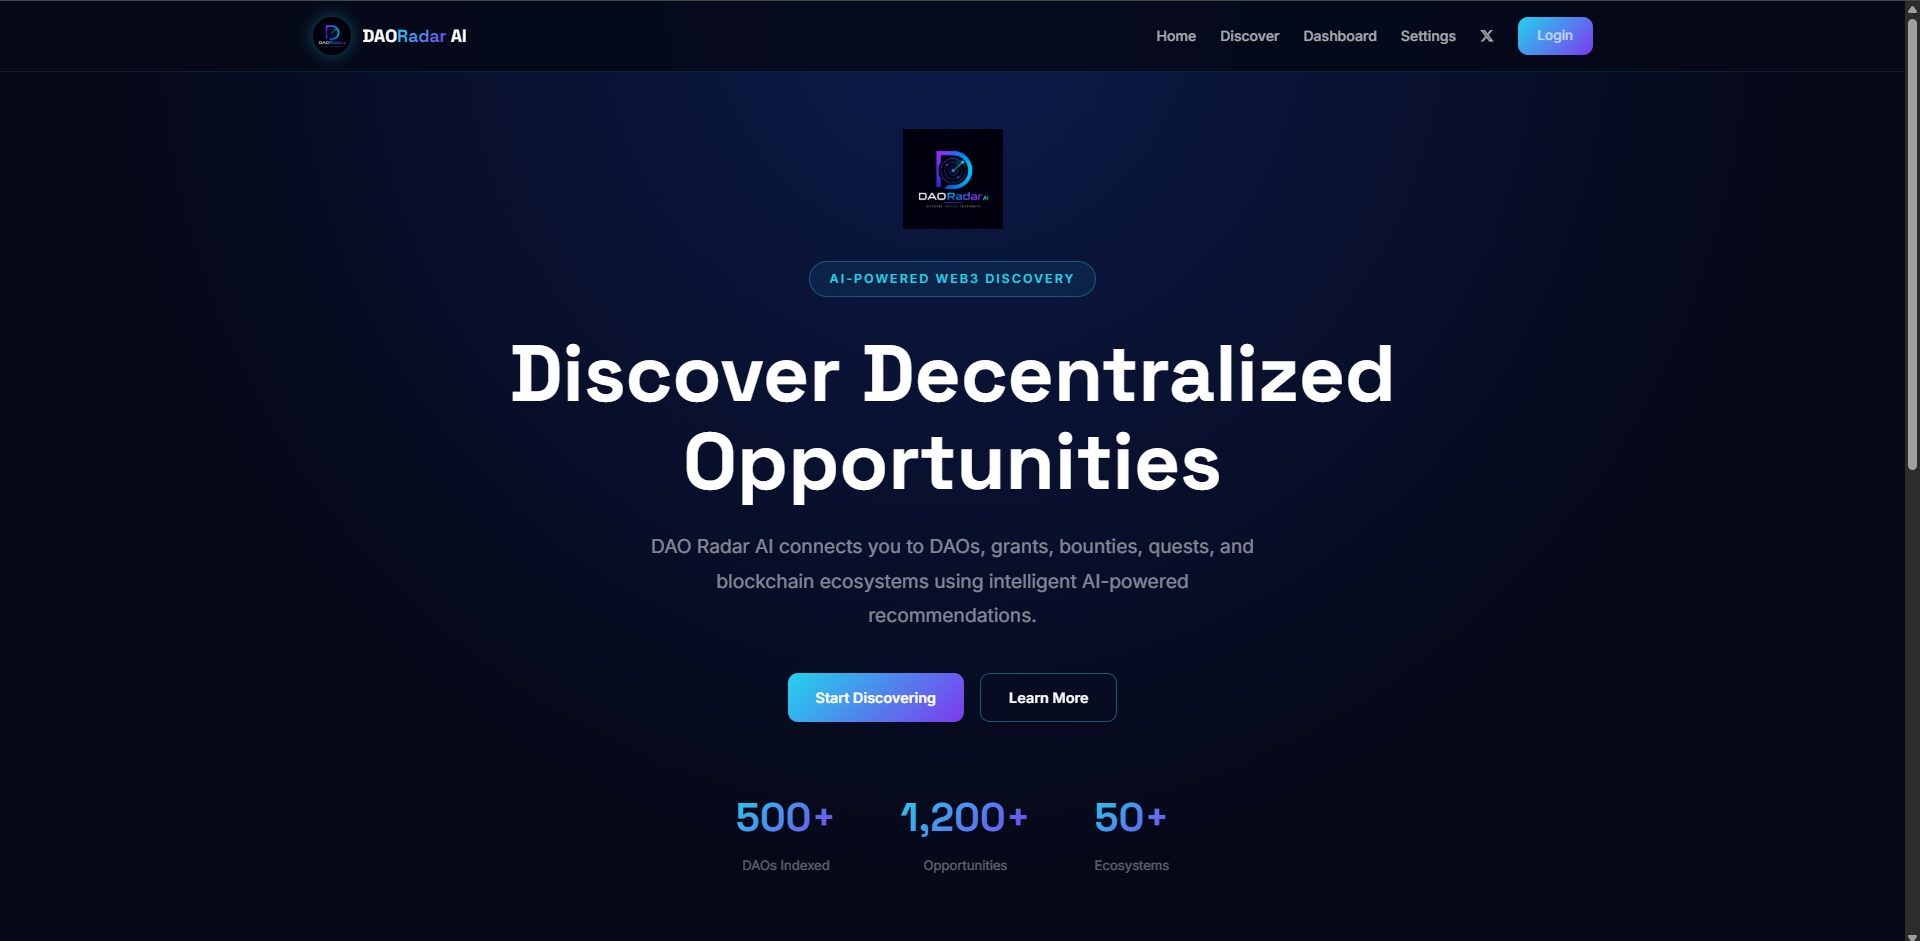 DAORadar AI
Home
Discover
Dashboard
Settings
X
Login
DAORadar AI
AI-POWERED WEB3 DISCOVERY
Discover Decentralized
Opportunities
DAO Radar AI connects you to DAOs, grants, bounties, quests, and
blockchain ecosystems using intelligent AI-powered
recommendations.
Start Discovering
Learn More
500+
1,200+
50+
DAOs Indexed
Opportunities
Ecosystems